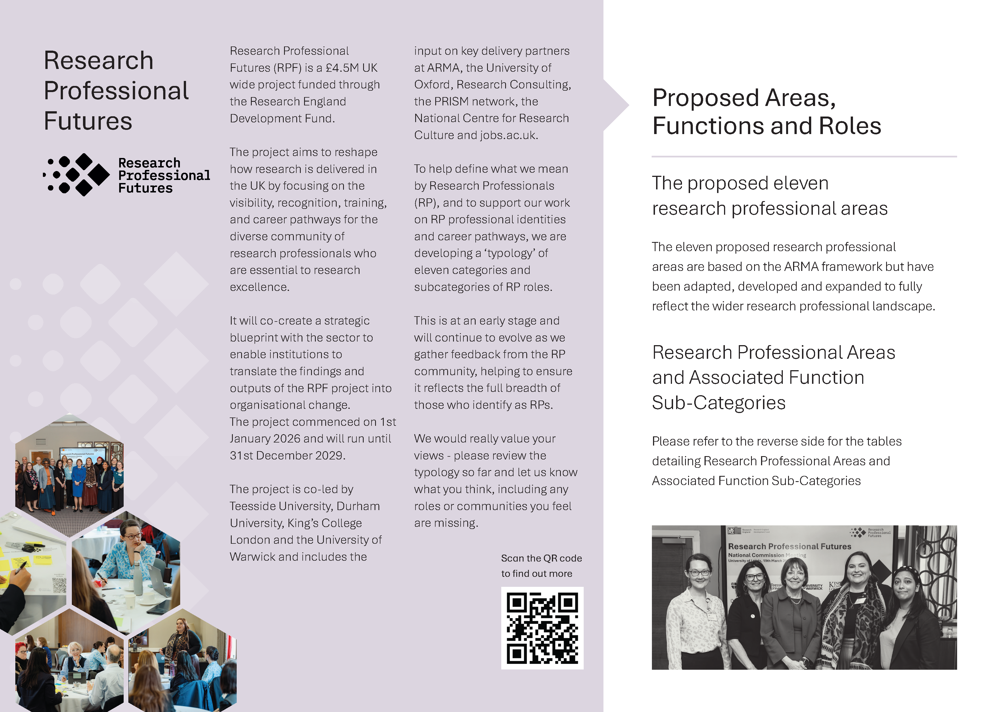 Research
Professional
Futures
Research
Professional
Futures
Research Professional
Futures (RPF) is a £4.5M UK
wide project funded through
the Research England
Development Fund.
The project aims to reshape
how research is delivered in
the UK by focusing on the
visibility, recognition, training,
and career pathways for the
diverse community of
research professionals who
are essential to research
excellence.
It will co-create a strategic
blueprint with the sector to
enable institutions to
translate the findings and
outputs of the RPF project into
organisational change.
The project commenced on 1st
January 2026 and will run until
31st December 2029.
The project is co-led by
Teesside University, Durham
University, King's College
London and the University of
Warwick and includes the
input on key delivery partners
at ARMA, the University of
Oxford, Research Consulting,
the PRISM network, the
National Centre for Research
Culture and jobs.ac.uk.
To help define what we mean
by Research Professionals
(RP), and to support our work
on RP professional identities
and career pathways, we are
developing a ‘typology’ of
eleven categories and
subcategories of RP roles.
This is at an early stage and
will continue to evolve as we
gather feedback from the RP
community, helping to ensure
it reflects the full breadth of
those who identify as RPs.
We would really value your
views - please review the
typology so far and let us know
what you think, including any
roles or communities you feel
are missing.
Scan the QR code
to find out more
Proposed Areas,
Functions and Roles
The proposed eleven
research professional areas
The eleven proposed research professional
areas are based on the ARMA framework but have
been adapted, developed and expanded to fully
reflect the wider research professional landscape.
Research Professional Areas
and Associated Function
Sub-Categories
Please refer to the reverse side for the tables
detailing Research Professional Areas and
Associated Function Sub-Categories
Research Professional Futures
UKRI
Research
England
Research England
Development Fund
Research
Professional
Futures
Research Professional Futures
National Commission Meeting
University of Leeds, 19th March
UNIVERSITY
OF WARWICK